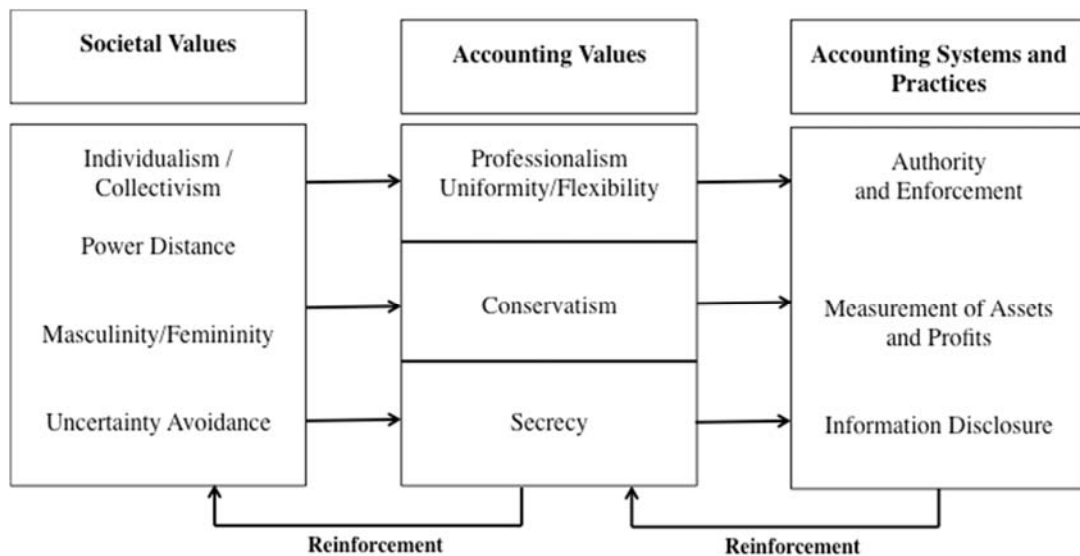 Societal Values
Accounting Values
Accounting Systems and
Practices
Individualism /
Collectivism
Power Distance
Masculinity/Femininity
Uncertainty Avoidance
Professionalism
Uniformity/Flexibility
Conservatism
Secrecy
Authority
and Enforcement
Measurement of Assets
and Profits
Information Disclosure
Reinforcement
Reinforcement